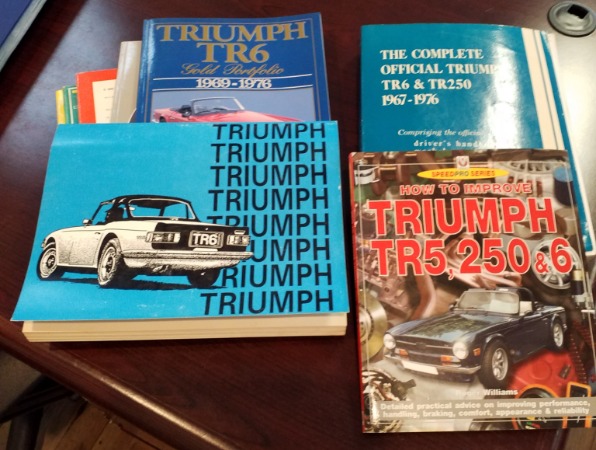 TRIUMPH
TR6
Gold Portfolio
1969-1976
TRIUMPH
TRIUMPH
TRIUMPH
TRIUMPH
TRIUMPH
TRIUMPH
TRIUMPH
TRIUMPH
TR6
THE COMPLETE
OFFICIAL TRIUMP
TR6 & TR250
1967-1976
Comprising the official
driver's handb
SPEEDPRO SERIES
HOW TO IMPROVE
TRIUMPH
TR5, 250 & 6
Williams
Detailed practical advice on improving performance,
handling, braking, comfort, appearance & reliability